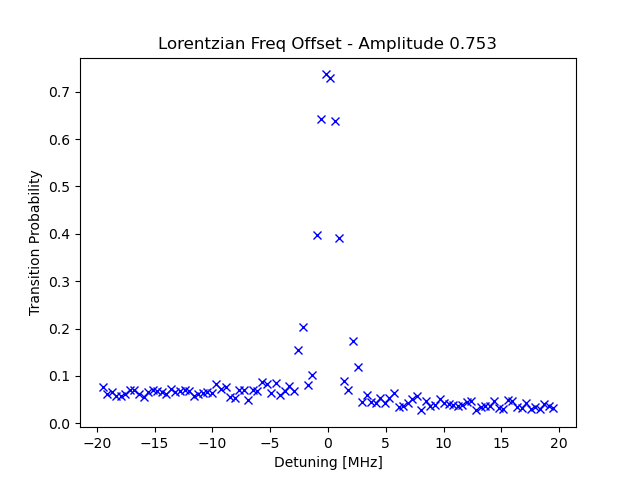 Lorentzian Freq Offset - Amplitude 0.753
Transition Probability
0.7
0.6
0.5
0.4
0.3
0.2
0.1
0.0
−20 −15 −10 −5 0 5 10 15 20
Detuning [MHz]